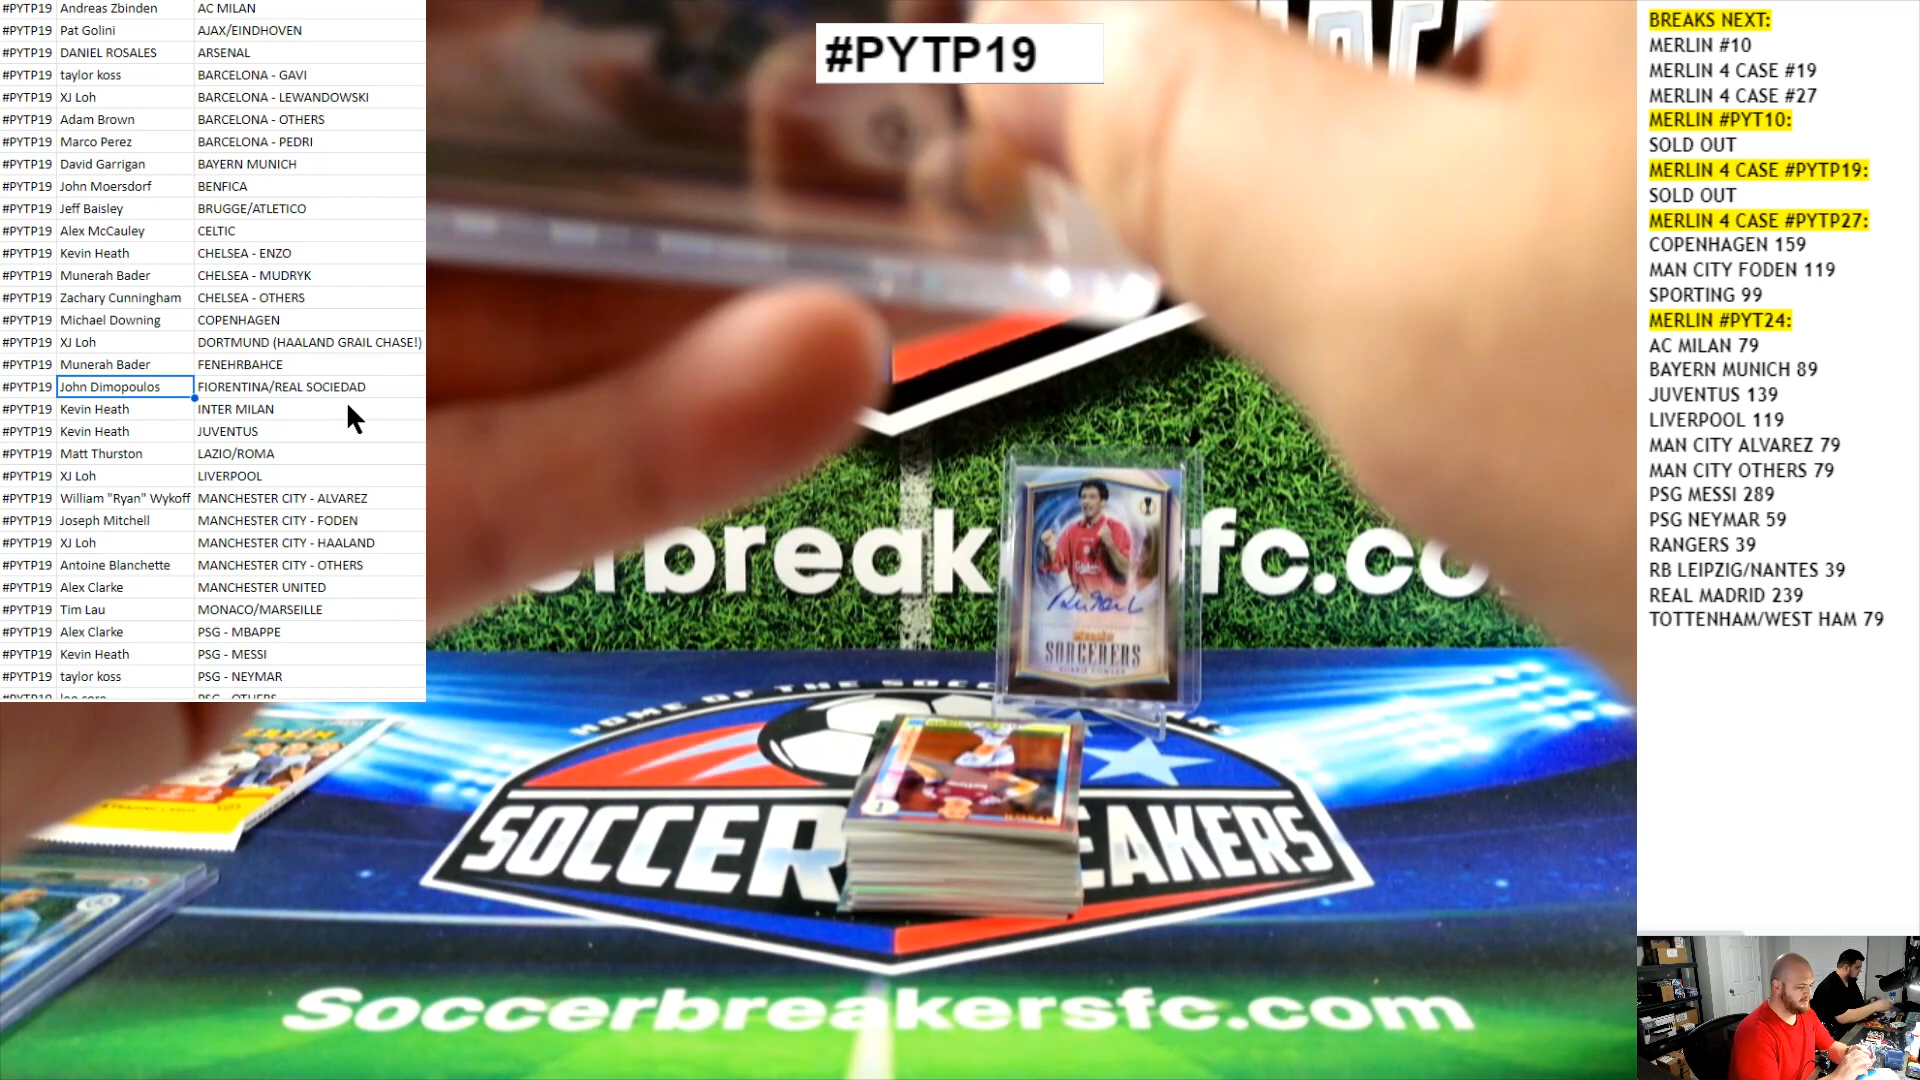 #PYTP19 Andreas Zbinden AC MILAN
#PYTP19 Pat Golini AJAX/EINDHOVEN
#PYTP19 DANIEL ROSALES ARSENAL
#PYTP19 taylor koss BARCELONA - GAVI
#PYTP19 XJ Loh BARCELONA - LEWANDOWSKI
#PYTP19 Adam Brown BARCELONA - OTHERS
#PYTP19 Marco Perez BARCELONA - PEDRI
#PYTP19 David Garrigan BAYERN MUNICH
#PYTP19 John Moersdorf BENFICA
#PYTP19 Jeff Baisley BRUGGE/ATLETICO
#PYTP19 Alex McCauley CELTIC
#PYTP19 Kevin Heath CHELSEA - ENZO
#PYTP19 Munerah Bader CHELSEA - MUDRYK
#PYTP19 Zachary Cunningham CHELSEA - OTHERS
#PYTP19 Michael Downing COPENHAGEN
#PYTP19 XJ Loh DORTMUND (HAALAND GRAIL CHASE!)
#PYTP19 Munerah Bader FENEHRBAHCE
#PYTP19 John Dimopoulos FIORENTINA/REAL SOCIEDAD
#PYTP19 Kevin Heath INTER MILAN
#PYTP19 Kevin Heath JUVENTUS
#PYTP19 Matt Thurston LAZIO/ROMA
#PYTP19 XJ Loh LIVERPOOL
#PYTP19 William "Ryan" Wykoff MANCHESTER CITY - ALVAREZ
#PYTP19 Joseph Mitchell MANCHESTER CITY - FODEN
#PYTP19 XJ Loh MANCHESTER CITY - HAALAND
#PYTP19 Antoine Blanchette MANCHESTER CITY - OTHERS
#PYTP19 Alex Clarke MANCHESTER UNITED
#PYTP19 Tim Lau MONACO/MARSEILLE
#PYTP19 Alex Clarke PSG - MBAPPE
#PYTP19 Kevin Heath PSG - MESSI
#PYTP19 taylor koss PSG - NEYMAR
#PYTP19
BREAKS NEXT:
MERLIN #10
MERLIN 4 CASE #19
MERLIN 4 CASE #27
MERLIN #PYT10:
SOLD OUT
MERLIN 4 CASE #PYTP19:
SOLD OUT
MERLIN 4 CASE #PYTP27:
COPENHAGEN 159
MAN CITY FODEN 119
SPORTING 99
MERLIN #PYT24:
AC MILAN 79
BAYERN MUNICH 89
JUVENTUS 139
LIVERPOOL 119
MAN CITY ALVAREZ 79
MAN CITY OTHERS 79
PSG MESSI 289
PSG NEYMAR 59
RANGERS 39
RB LEIPZIG/NANTES 39
REAL MADRID 239
TOTTENHAM/WEST HAM 79
SORCERERS
HOME OF THE
Soccerbreakersfc.com